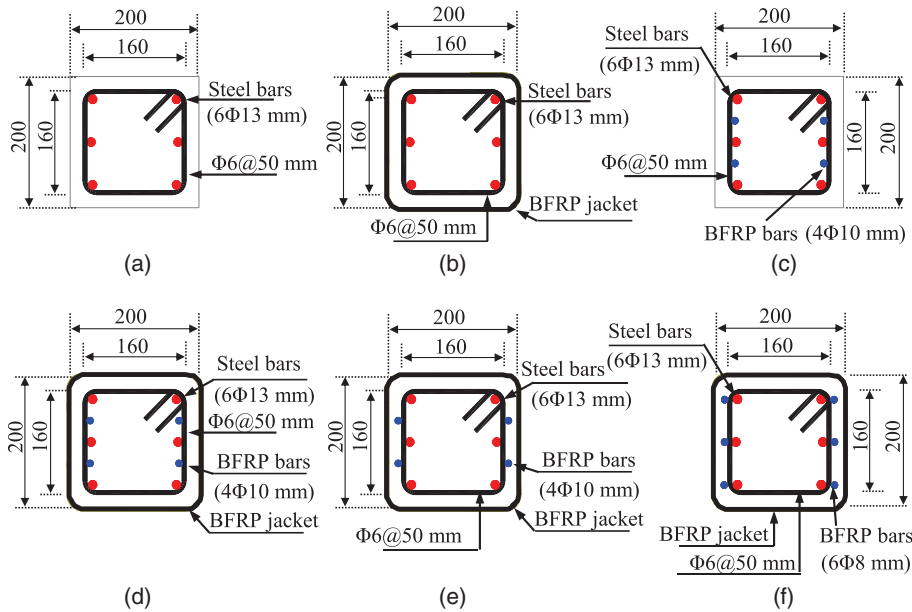 200
160
200
160
Steel bars
(6Φ13 mm)
Φ6@50 mm
(a)
200
160
200
160
Steel bars
(6Φ13 mm)
Φ6@50 mm
BFRP jacket
(b)
200
160
Steel bars
(6Φ13 mm)
Φ6@50 mm
160
200
BFRP bars (4Φ10 mm)
(c)
200
160
200
160
Steel bars
(6Φ13 mm)
Φ6@50 mm
BFRP bars
(4Φ10 mm)
BFRP jacket
(d)
200
160
200
160
Steel bars
(6Φ13 mm)
BFRP bars
(4Φ10 mm)
BFRP jacket
Φ6@50 mm
(e)
200
160
Steel bars
(6Φ13 mm)
160
200
BFRP jacket
Φ6@50 mm
BFRP bars
(6Φ8 mm)
(f)